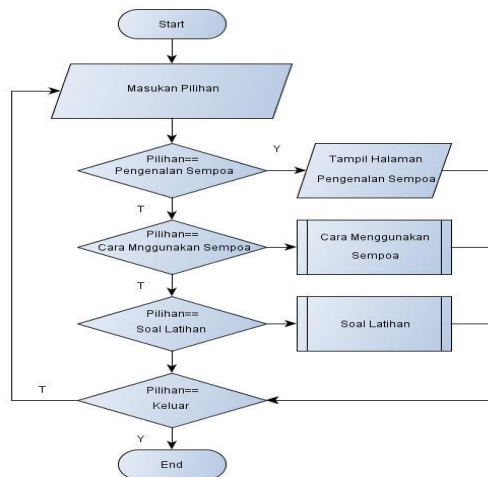 Start
Masukan Pilihan
Pilihan==
Pengenalan Sempoa
Y
Tampil Halaman
Pengenalan Sempoa
T
Pilihan==
Cara Mnggunakan Sempoa
Cara Menggunakan
Sempoa
T
Pilihan==
Soal Latihan
Soal Latihan
T
Pilihan==
Keluar
Y
End